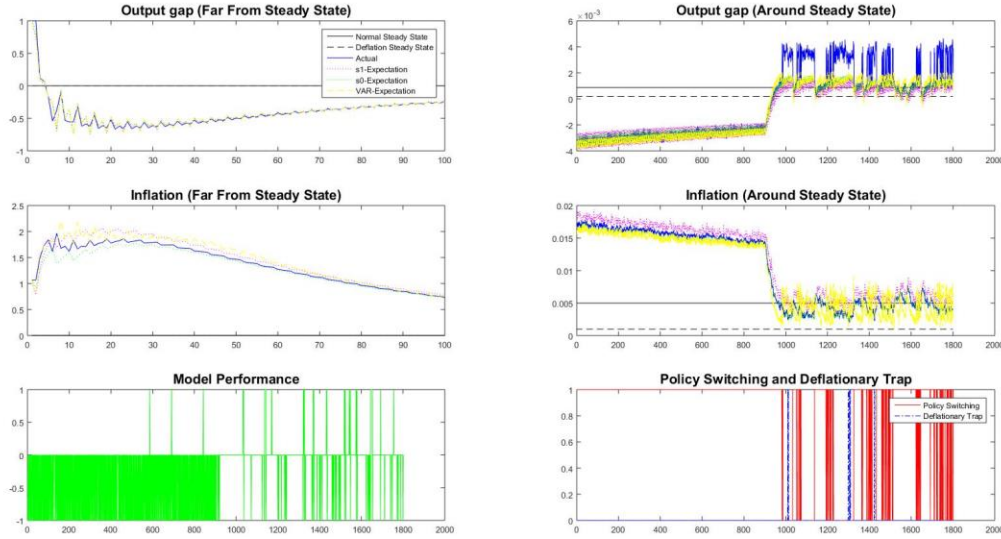 Output gap (Far From Steady State)
1
0.5
0
-0.5
-1
0 10 20 30 40 50 60 70 80 90 100
Normal Steady State
Deflation Steady State
Actual
s1-Expectation
s0-Expectation
VAR-Expectation
Output gap (Around Steady State)
×10⁻³
6
4
2
0
-2
-4
0 200 400 600 800 1000 1200 1400 1600 1800 2000
Inflation (Far From Steady State)
2.5
2
1.5
1
0.5
0
0 10 20 30 40 50 60 70 80 90 100
Inflation (Around Steady State)
0.02
0.015
0.01
0.005
0
0 200 400 600 800 1000 1200 1400 1600 1800 2000
Model Performance
1
0.5
0
-0.5
-1
0 200 400 600 800 1000 1200 1400 1600 1800 2000
Policy Switching and Deflationary Trap
1
0.8
0.6
0.4
0.2
0
0 200 400 600 800 1000 1200 1400 1600 1800 2000
Policy Switching
Deflationary Trap